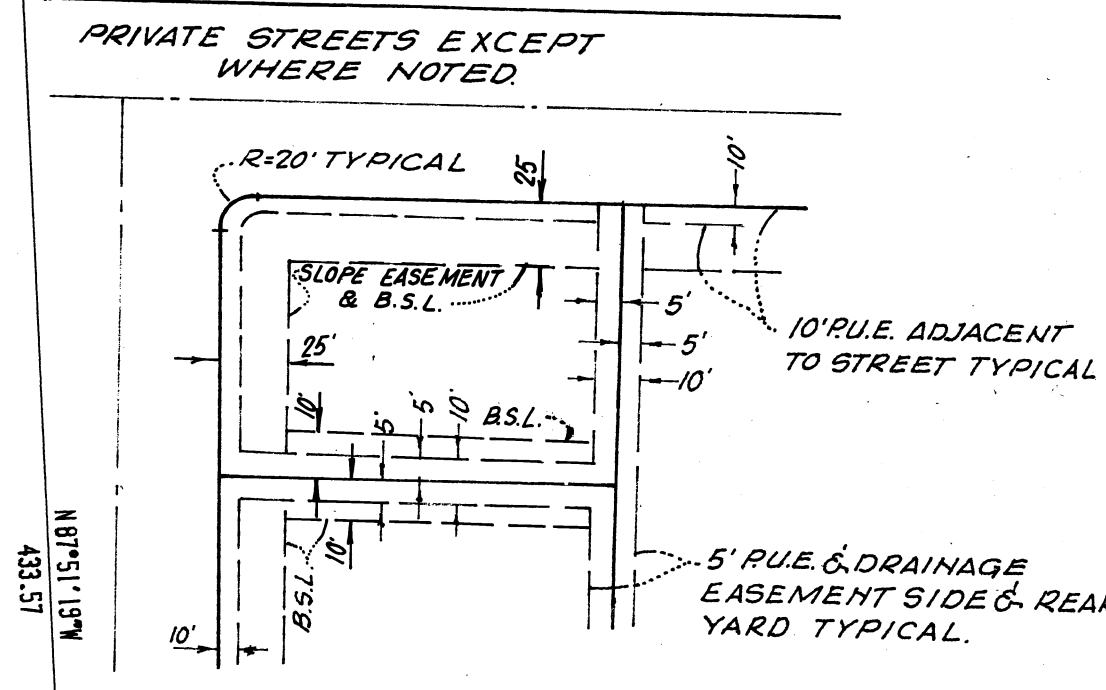 PRIVATE STREETS EXCEPT
WHERE NOTED.
R=20' TYPICAL
25
10'
SLOPE EASEMENT
& B.S.L.
5'
5'
10'
10' P.U.E. ADJACENT
TO STREET TYPICAL
25'
10'
5'
5'
10'
B.S.L.
10'
B.S.L.
10'
5' P.U.E. & DRAINAGE
EASEMENT SIDE & REAR
YARD TYPICAL.
N87°51'19"W
433.57